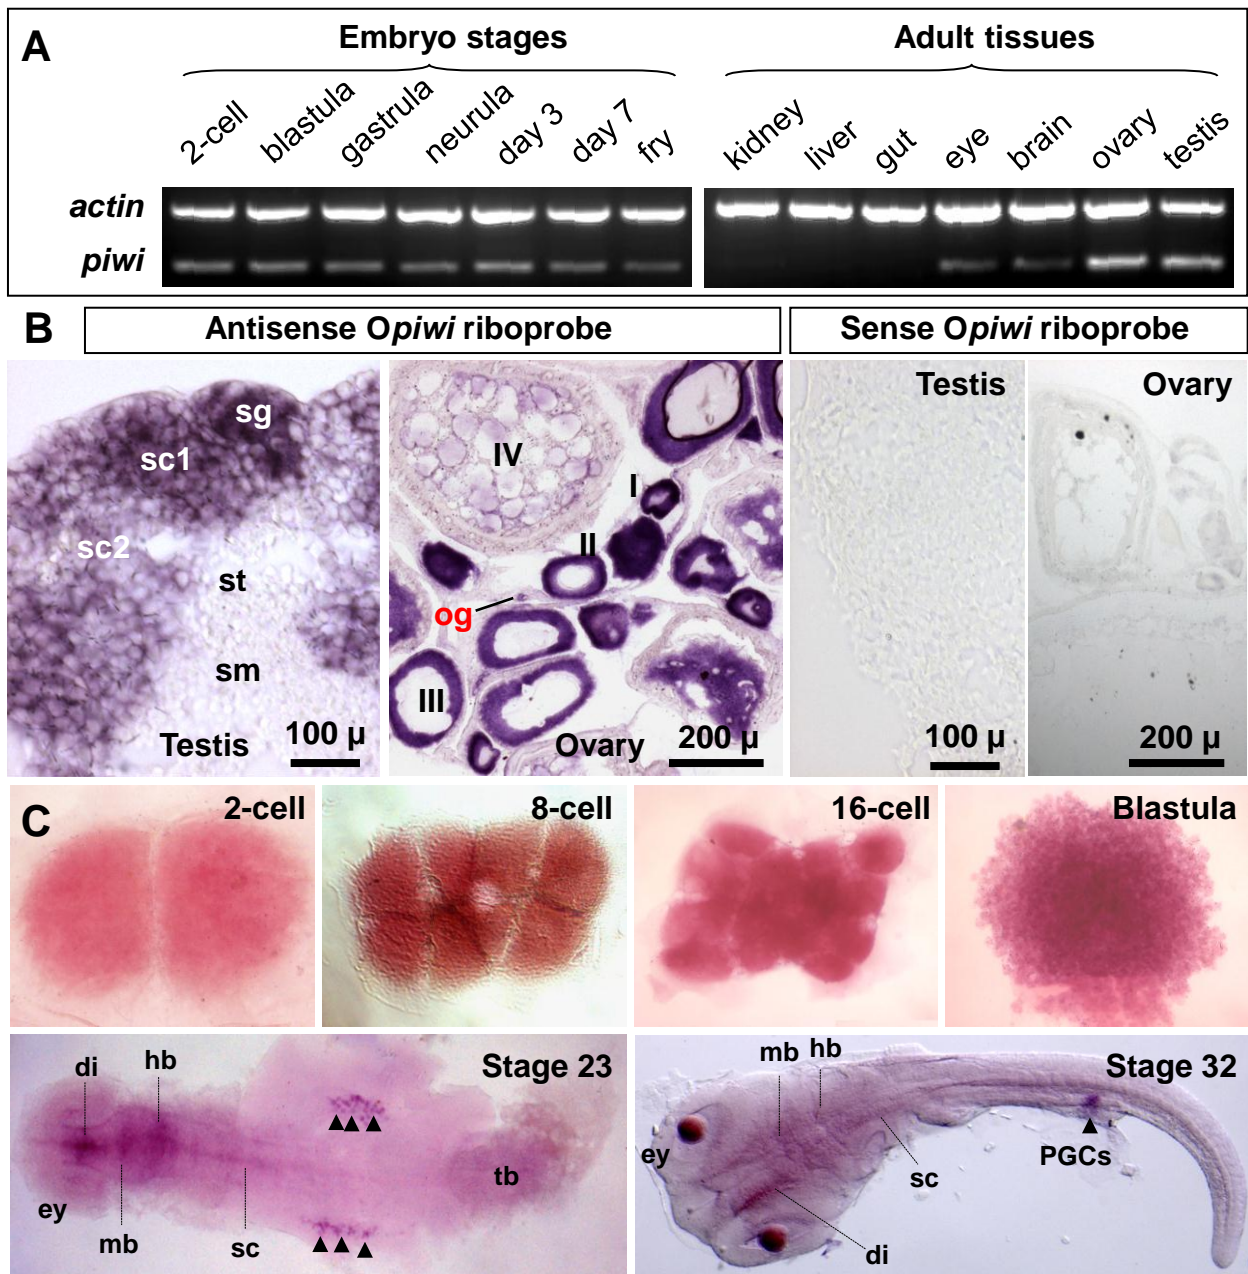 A
Embryo stages
Adult tissues
2-cell
blastula
gastrula
neurula
day 3
day 7
fry
kidney
liver
gut
eye
brain
ovary
testis
actin
piwi
B
Antisense Opiwi riboprobe
Sense Opiwi riboprobe
sg
sc1
sc2
st
sm
Testis
100 µ
IV
I
II
og
III
Ovary
200 µ
Testis
100 µ
Ovary
200 µ
C
2-cell
8-cell
16-cell
Blastula
Stage 23
di
hb
ey
mb
sc
tb
Stage 32
mb
hb
ey
sc
PGCs
di